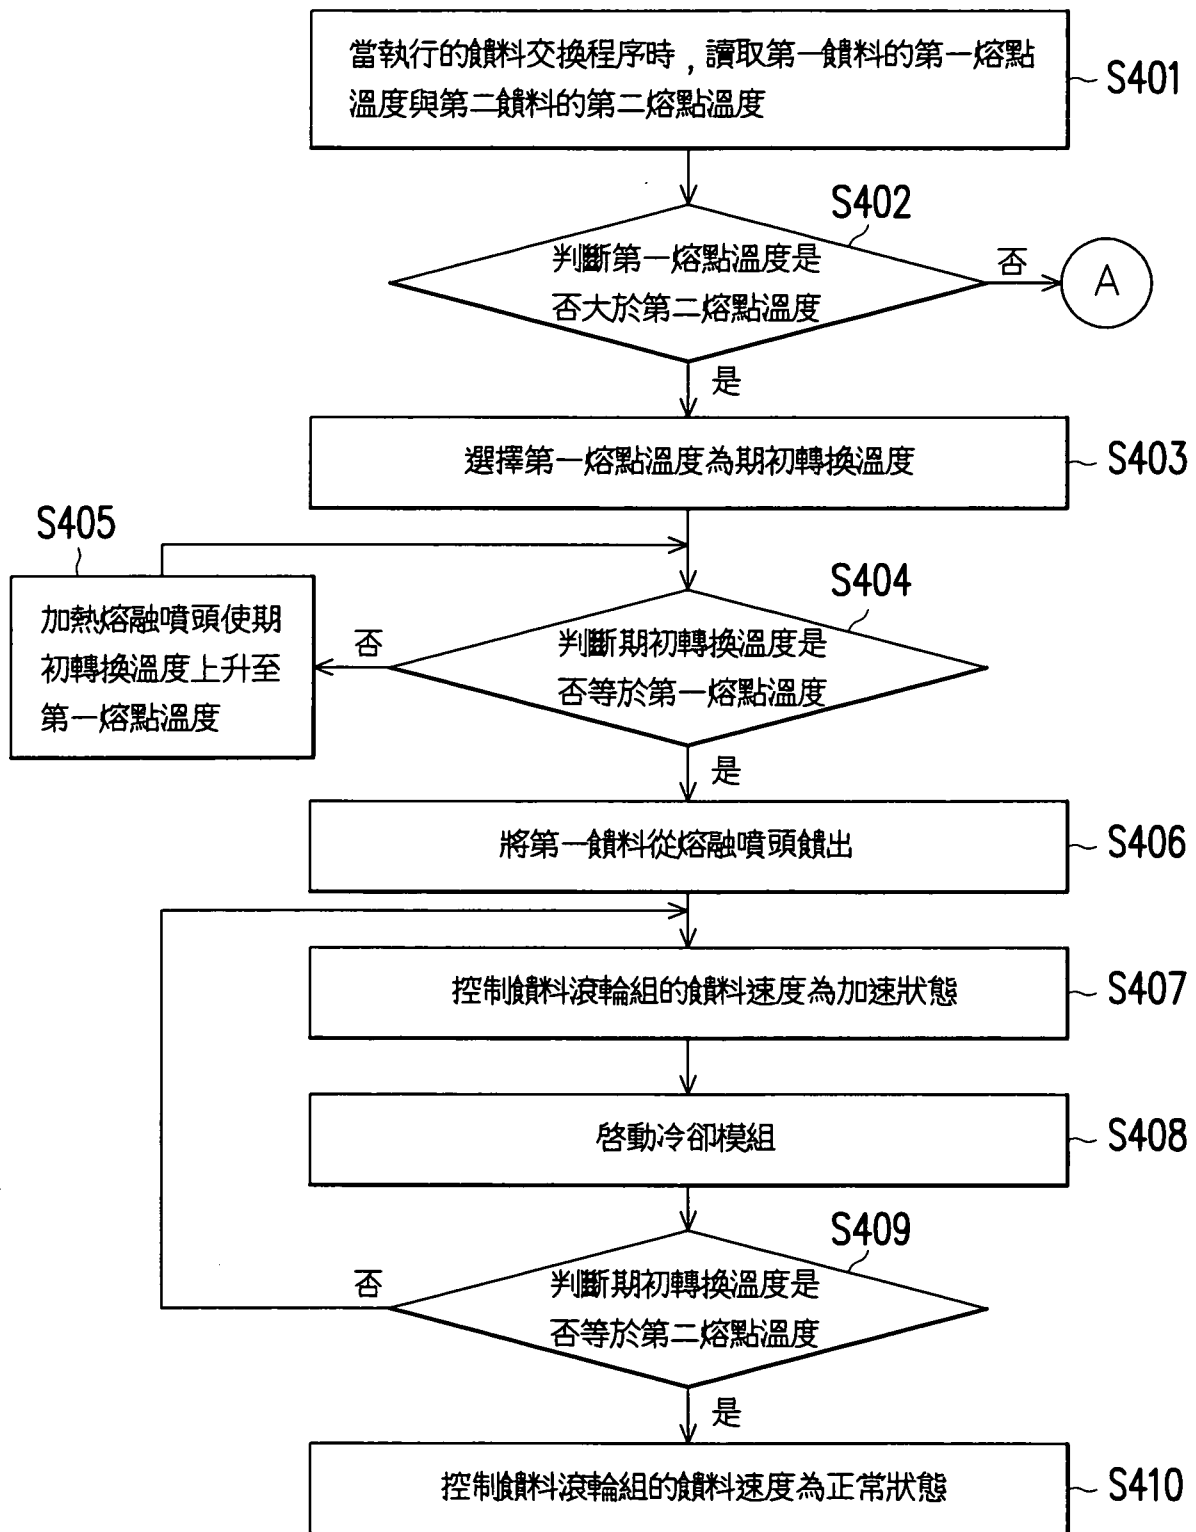 當執行的饋料交換程序時，讀取第一饋料的第一熔點
溫度與第二饋料的第二熔點溫度
S401
S402
判斷第一熔點溫度是
否大於第二熔點溫度
否
A
是
選擇第一熔點溫度為期初轉換溫度
S403
S405
加熱熔融噴頭使期
初轉換溫度上升至
第一熔點溫度
否
S404
判斷期初轉換溫度是
否等於第一熔點溫度
是
將第一饋料從熔融噴頭饋出
S406
控制饋料滾輪組的饋料速度為加速狀態
S407
啓動冷卻模組
S408
S409
否
判斷期初轉換溫度是
否等於第二熔點溫度
是
控制饋料滾輪組的饋料速度為正常狀態
S410